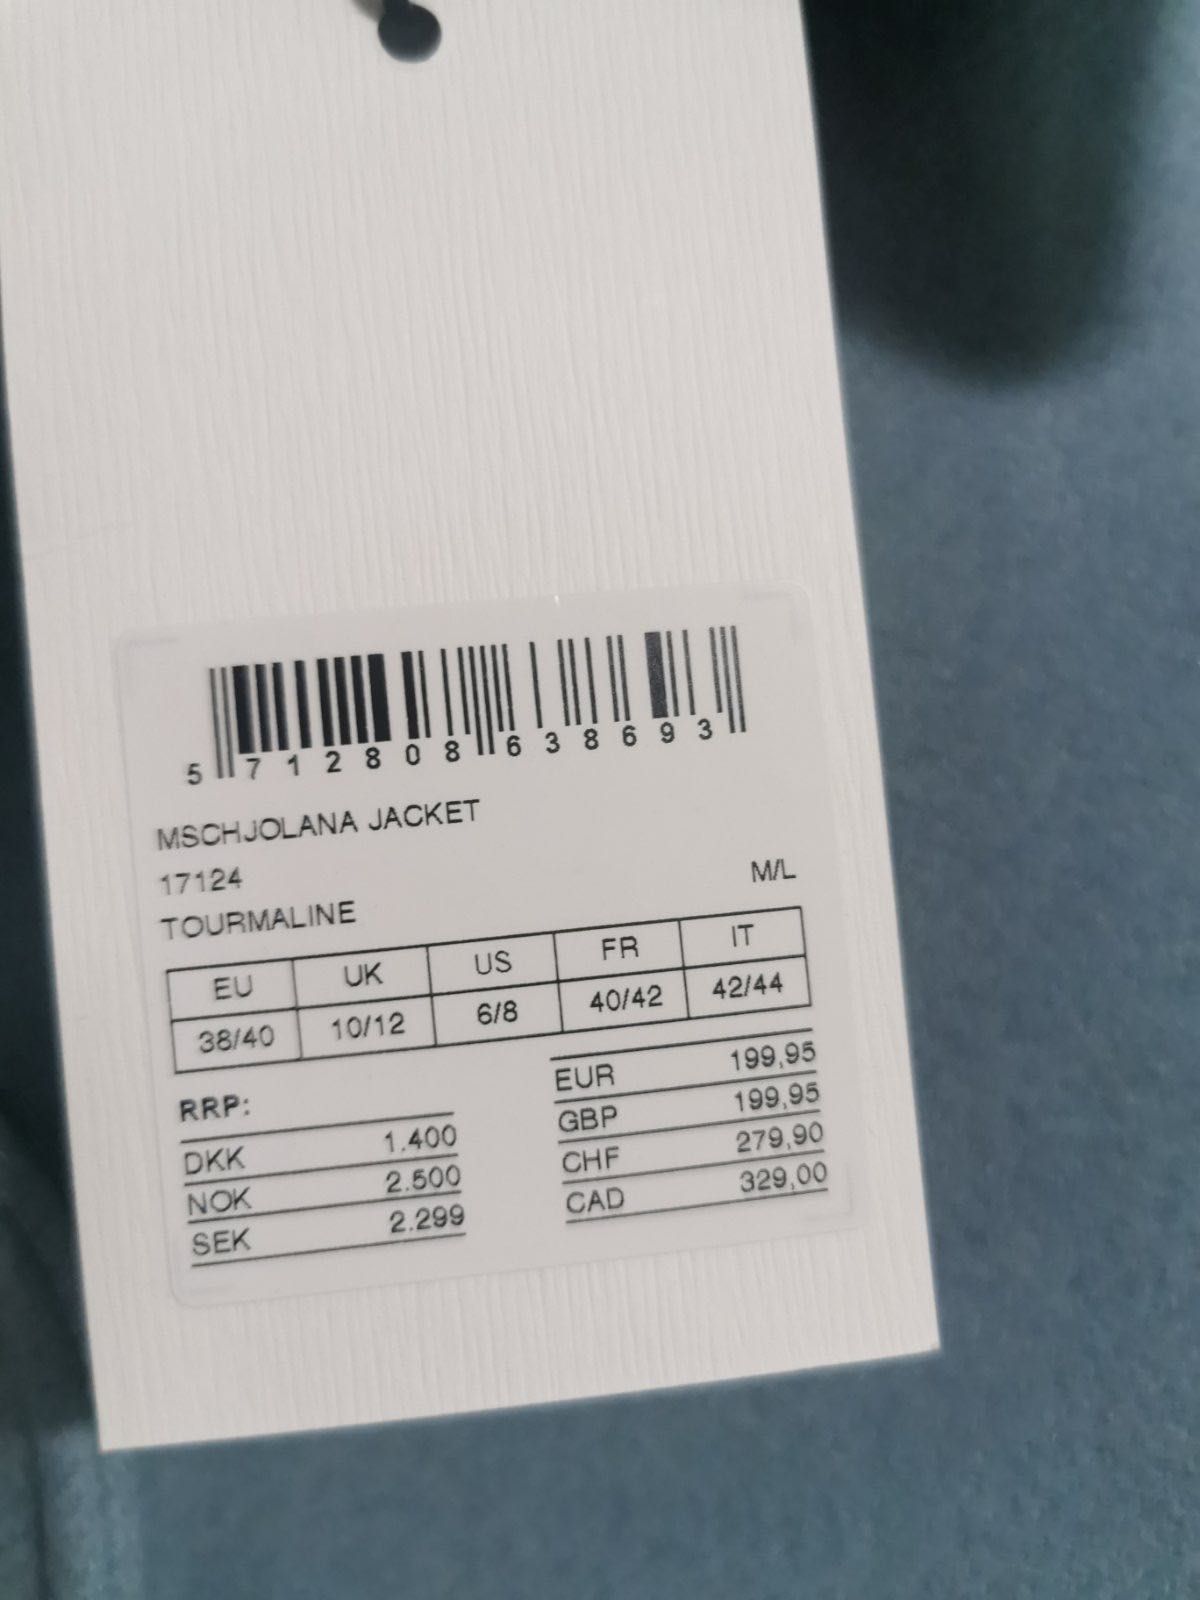 5 712808 638693
MSCHJOLANA JACKET
17124 M/L
TOURMALINE
EU UK US FR IT
38/40 10/12 6/8 40/42 42/44
RRP:
DKK 1.400
NOK 2.500
SEK 2.299
EUR 199,95
GBP 199,95
CHF 279,90
CAD 329,00